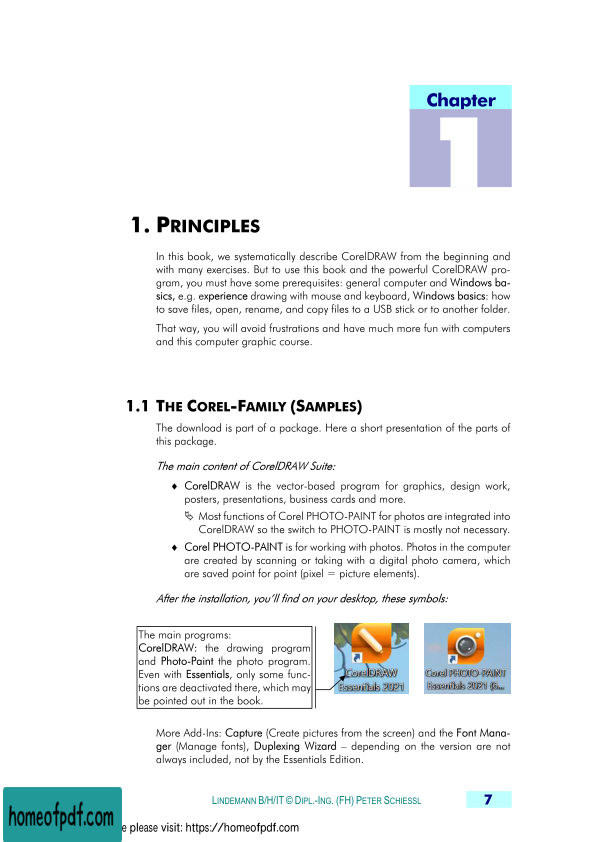 Chapter
1
1. PRINCIPLES
In this book, we systematically describe CorelDRAW from the beginning and
with many exercises. But to use this book and the powerful CorelDRAW pro-
gram, you must have some prerequisites: general computer and Windows ba-
sics, e.g. experience drawing with mouse and keyboard, Windows basics: how
to save files, open, rename, and copy files to a USB stick or to another folder.
That way, you will avoid frustrations and have much more fun with computers
and this computer graphic course.
1.1 THE COREL-FAMILY (SAMPLES)
The download is part of a package. Here a short presentation of the parts of
this package.
The main content of CorelDRAW Suite:
♦ CorelDRAW is the vector-based program for graphics, design work,
posters, presentations, business cards and more.
Most functions of Corel PHOTO-PAINT for photos are integrated into
CorelDRAW so the switch to PHOTO-PAINT is mostly not necessary.
♦ Corel PHOTO-PAINT is for working with photos. Photos in the computer
are created by scanning or taking with a digital photo camera, which
are saved point for point (pixel = picture elements).
After the installation, you'll find on your desktop, these symbols:
The main programs:
CorelDRAW: the drawing program
and Photo-Paint the photo program.
Even with Essentials, only some func-
tions are deactivated there, which may
be pointed out in the book.
CorelDRAW
Essentials 2021
Corel PHOTO-PAINT
Essentials 2021 (6...
More Add-Ins: Capture (Create pictures from the screen) and the Font Mana-
ger (Manage fonts), Duplexing Wizard – depending on the version are not
always included, not by the Essentials Edition.
LINDEMANN B/H/IT © DIPL.-ING. (FH) PETER SCHIESSL
7
homeofpdf.com
e please visit: https://homeofpdf.com